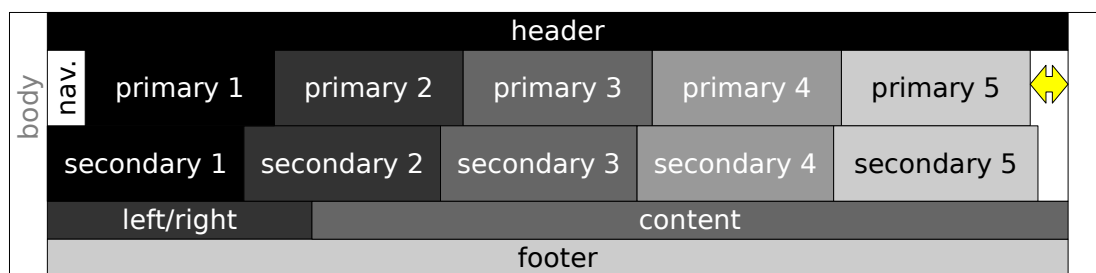 header
body
nav. primary 1 primary 2 primary 3 primary 4 primary 5
secondary 1 secondary 2 secondary 3 secondary 4 secondary 5
left/right content
footer